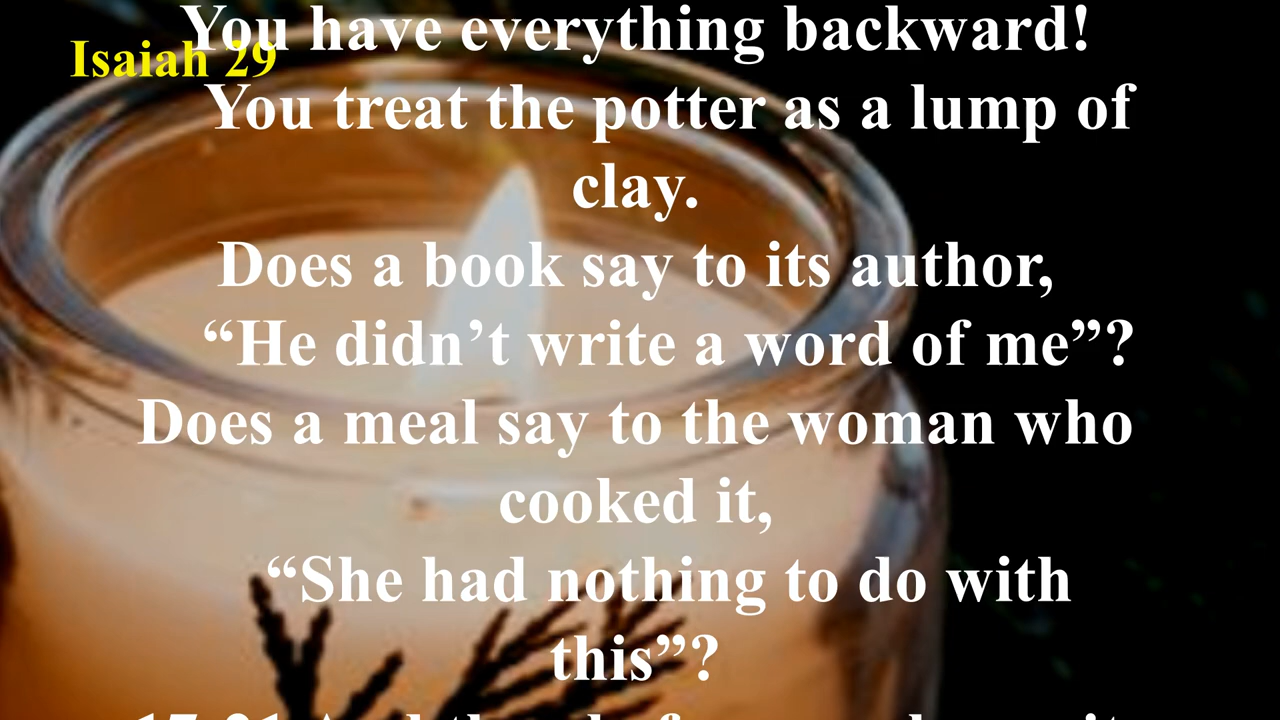 You have everything backward!
Isaiah 29
You treat the potter as a lump of
clay.
Does a book say to its author,
“He didn’t write a word of me”?
Does a meal say to the woman who
cooked it,
“She had nothing to do with
this”?